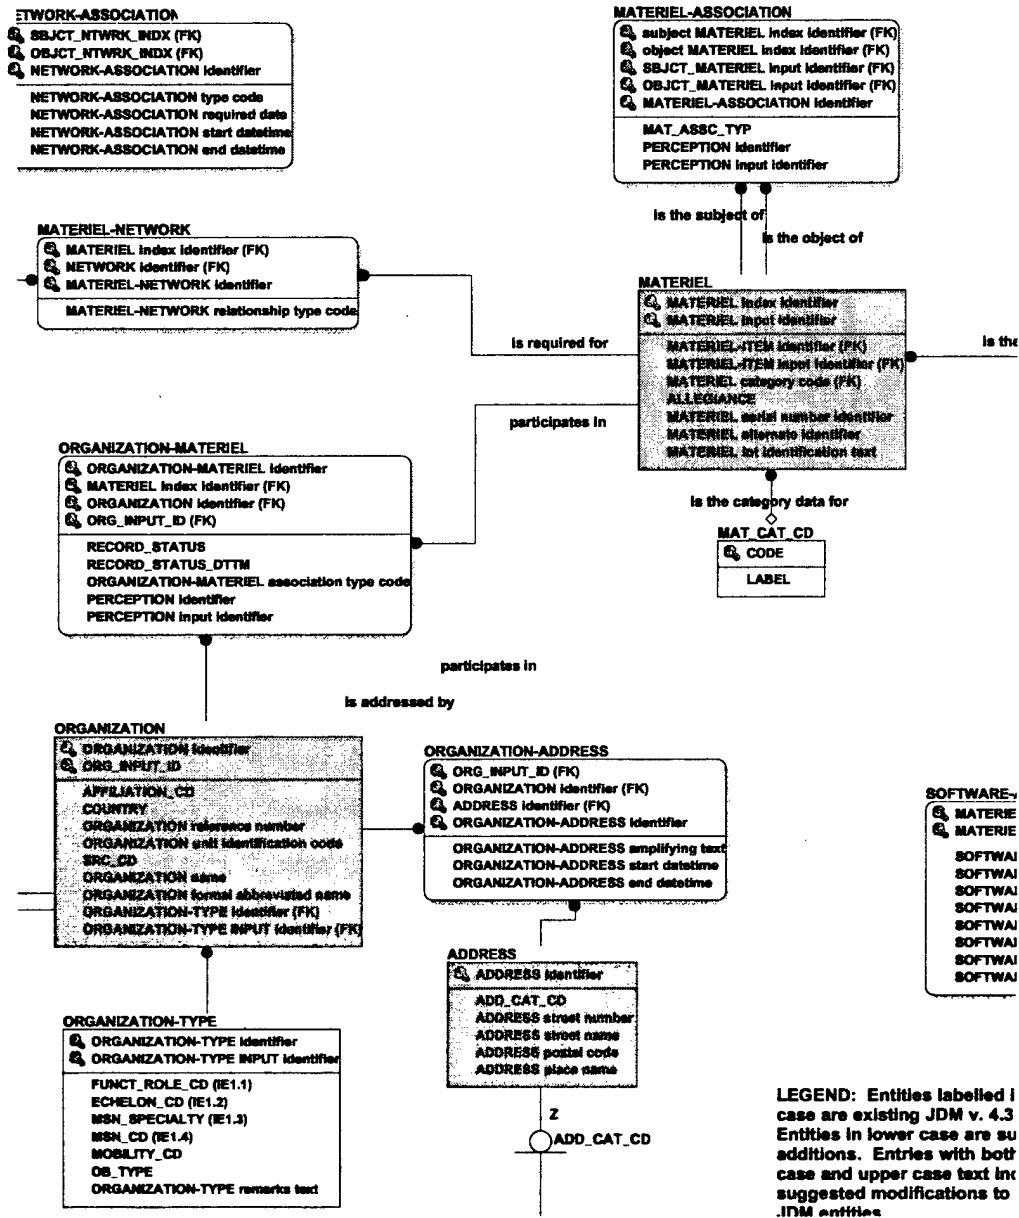 ETWORK-ASSOCIATION
SBJCT_NTWRK_INDX (FK)
OBJCT_NTWRK_INDX (FK)
NETWORK-ASSOCIATION identifier
NETWORK-ASSOCIATION type code
NETWORK-ASSOCIATION required date
NETWORK-ASSOCIATION start datetime
NETWORK-ASSOCIATION end datetime
MATERIEL-ASSOCIATION
subject MATERIEL index identifier (FK)
object MATERIEL index identifier (FK)
SBJCT_MATERIEL input identifier (FK)
OBJCT_MATERIEL input identifier (FK)
MATERIEL-ASSOCIATION identifier
MAT_ASSC_TYP
PERCEPTION identifier
PERCEPTION input identifier
is the subject of
is the object of
MATERIEL-NETWORK
MATERIEL index identifier (FK)
NETWORK identifier (FK)
MATERIEL-NETWORK identifier
MATERIEL-NETWORK relationship type code
MATERIEL
MATERIEL index identifier
MATERIEL input identifier
MATERIEL-ITEM identifier (FK)
MATERIEL-ITEM input identifier (FK)
MATERIEL category code (FK)
ALLEGIANCE
MATERIEL serial number identifier
MATERIEL alternate identifier
MATERIEL lot identification text
is required for
is the
participates in
is the category data for
MAT_CAT_CD
CODE
LABEL
ORGANIZATION-MATERIEL
ORGANIZATION-MATERIEL identifier
MATERIEL index identifier (FK)
ORGANIZATION identifier (FK)
ORG_INPUT_ID (FK)
RECORD_STATUS
RECORD_STATUS_DTTM
ORGANIZATION-MATERIEL association type code
PERCEPTION identifier
PERCEPTION input identifier
participates in
is addressed by
ORGANIZATION
ORGANIZATION identifier
ORG_INPUT_ID
AFFILIATION_CD
COUNTRY
ORGANIZATION reference number
ORGANIZATION unit identification code
SRC_CD
ORGANIZATION name
ORGANIZATION formal abbreviated name
ORGANIZATION-TYPE identifier (FK)
ORGANIZATION-TYPE INPUT identifier (FK)
ORGANIZATION-ADDRESS
ORG_INPUT_ID (FK)
ORGANIZATION identifier (FK)
ADDRESS identifier (FK)
ORGANIZATION-ADDRESS identifier
ORGANIZATION-ADDRESS amplifying text
ORGANIZATION-ADDRESS start datetime
ORGANIZATION-ADDRESS end datetime
SOFTWARE-
MATERIE
MATERIE
SOFTWAI
SOFTWAI
SOFTWAI
SOFTWAI
SOFTWAI
SOFTWAI
SOFTWAI
SOFTWAI
ADDRESS
ADDRESS identifier
ADD_CAT_CD
ADDRESS street number
ADDRESS street name
ADDRESS postal code
ADDRESS place name
Z
ADD_CAT_CD
ORGANIZATION-TYPE
ORGANIZATION-TYPE identifier
ORGANIZATION-TYPE INPUT identifier
FUNCT_ROLE_CD (IE1.1)
ECHELON_CD (IE1.2)
MSN_SPECIALTY (IE1.3)
MSN_CD (IE1.4)
MOBILITY_CD
OB_TYPE
ORGANIZATION-TYPE remarks text
LEGEND: Entities labelled i
case are existing JDM v. 4.3
Entities in lower case are su
additions. Entries with both
case and upper case text inc
suggested modifications to
JDM entities